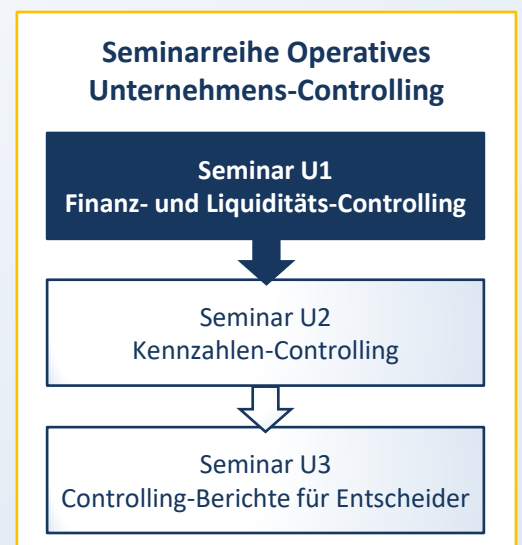 Seminarreihe Operatives
Unternehmens-Controlling
Seminar U1
Finanz- und Liquiditäts-Controlling
Seminar U2
Kennzahlen-Controlling
Seminar U3
Controlling-Berichte für Entscheider